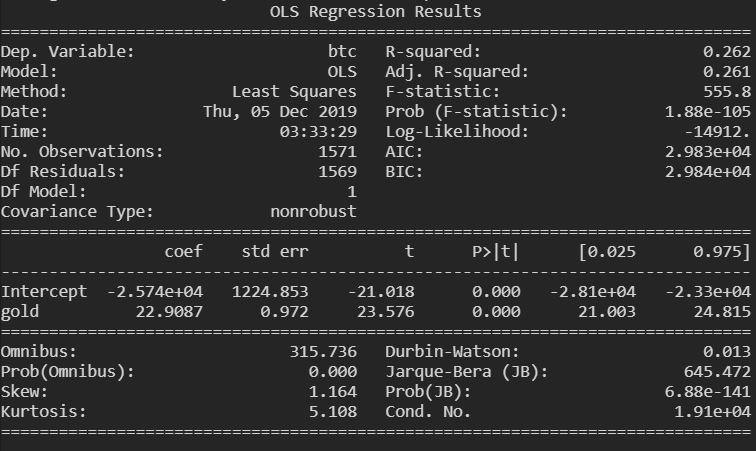 OLS Regression Results
==============================================================================
Dep. Variable: btc R-squared: 0.262
Model: OLS Adj. R-squared: 0.261
Method: Least Squares F-statistic: 555.8
Date: Thu, 05 Dec 2019 Prob (F-statistic): 1.88e-105
Time: 03:33:29 Log-Likelihood: -14912.
No. Observations: 1571 AIC: 2.983e+04
Df Residuals: 1569 BIC: 2.984e+04
Df Model: 1
Covariance Type: nonrobust
==============================================================================
coef std err t P>|t| [0.025 0.975]
------------------------------------------------------------------------------
Intercept -2.574e+04 1224.853 -21.018 0.000 -2.81e+04 -2.33e+04
gold 22.9087 0.972 23.576 0.000 21.003 24.815
==============================================================================
Omnibus: 315.736 Durbin-Watson: 0.013
Prob(Omnibus): 0.000 Jarque-Bera (JB): 645.472
Skew: 1.164 Prob(JB): 6.88e-141
Kurtosis: 5.108 Cond. No. 1.91e+04
==============================================================================